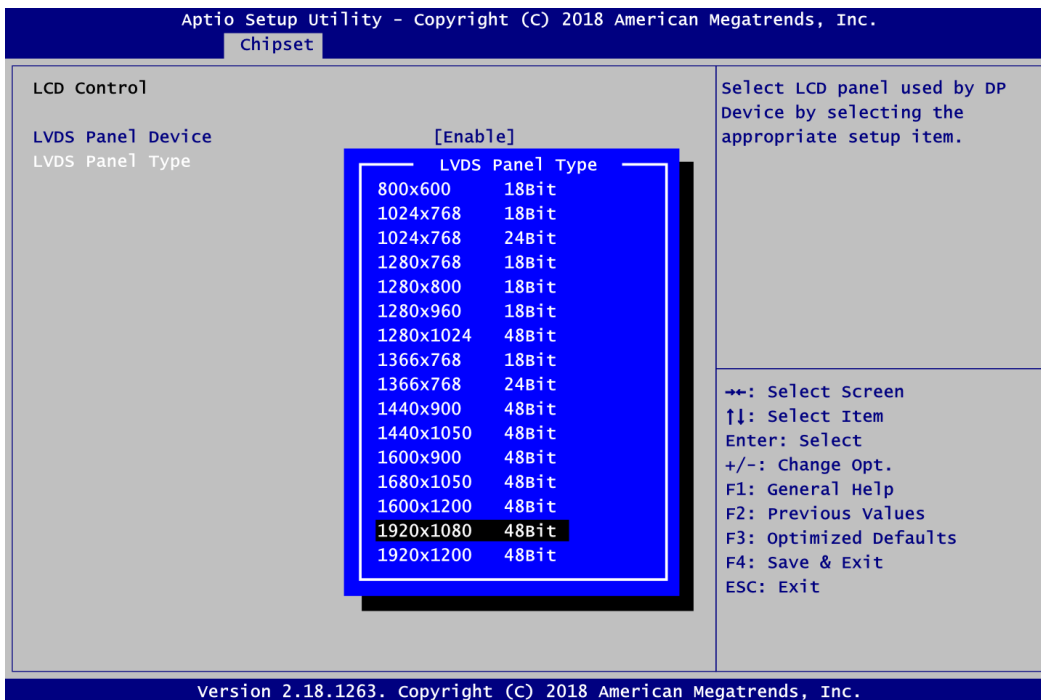 Aptio Setup Utility - Copyright (C) 2018 American Megatrends, Inc.
Chipset
LCD Control
LVDS Panel Device [Enable]
LVDS Panel Type
LVDS Panel Type
800x600 18Bit
1024x768 18Bit
1024x768 24Bit
1280x768 18Bit
1280x800 18Bit
1280x960 18Bit
1280x1024 48Bit
1366x768 18Bit
1366x768 24Bit
1440x900 48Bit
1440x1050 48Bit
1600x900 48Bit
1680x1050 48Bit
1600x1200 48Bit
1920x1080 48Bit
1920x1200 48Bit
Select LCD panel used by DP
Device by selecting the
appropriate setup item.
→←: Select Screen
↑↓: Select Item
Enter: Select
+/-: Change Opt.
F1: General Help
F2: Previous Values
F3: Optimized Defaults
F4: Save & Exit
ESC: Exit
Version 2.18.1263. Copyright (C) 2018 American Megatrends, Inc.